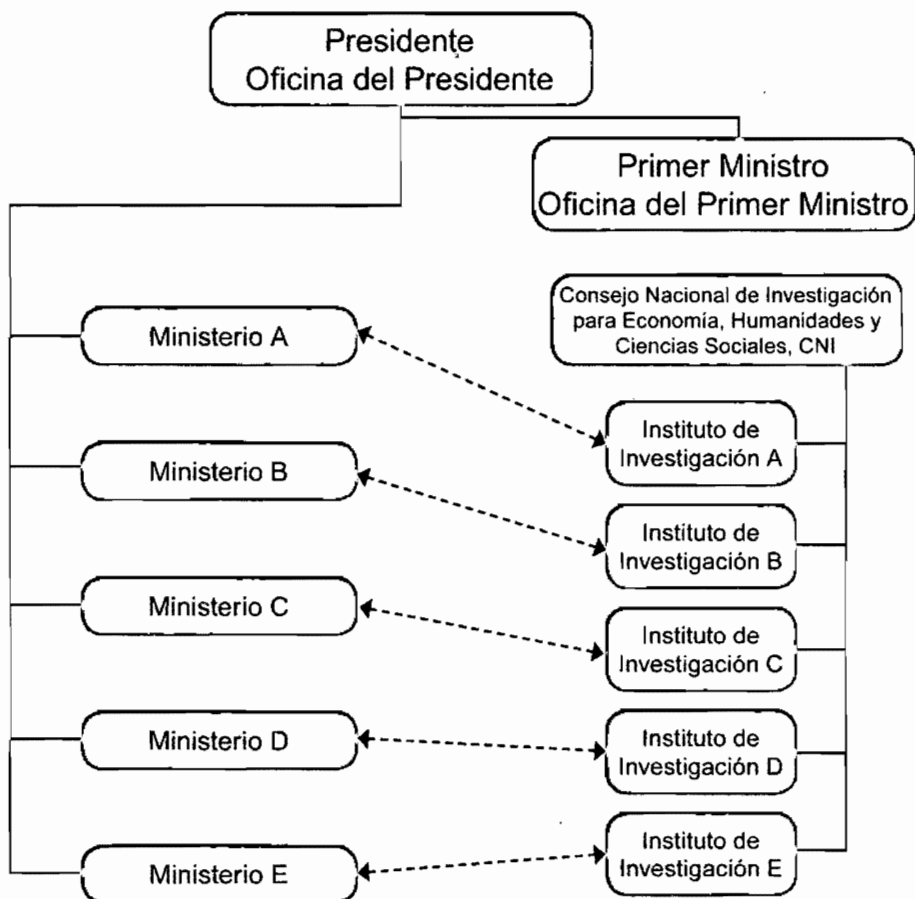 Presidente
Oficina del Presidente
Primer Ministro
Oficina del Primer Ministro
Consejo Nacional de Investigación
para Economía, Humanidades y
Ciencias Sociales, CNI
Ministerio A
Instituto de
Investigación A
Ministerio B
Instituto de
Investigación B
Ministerio C
Instituto de
Investigación C
Ministerio D
Instituto de
Investigación D
Ministerio E
Instituto de
Investigación E